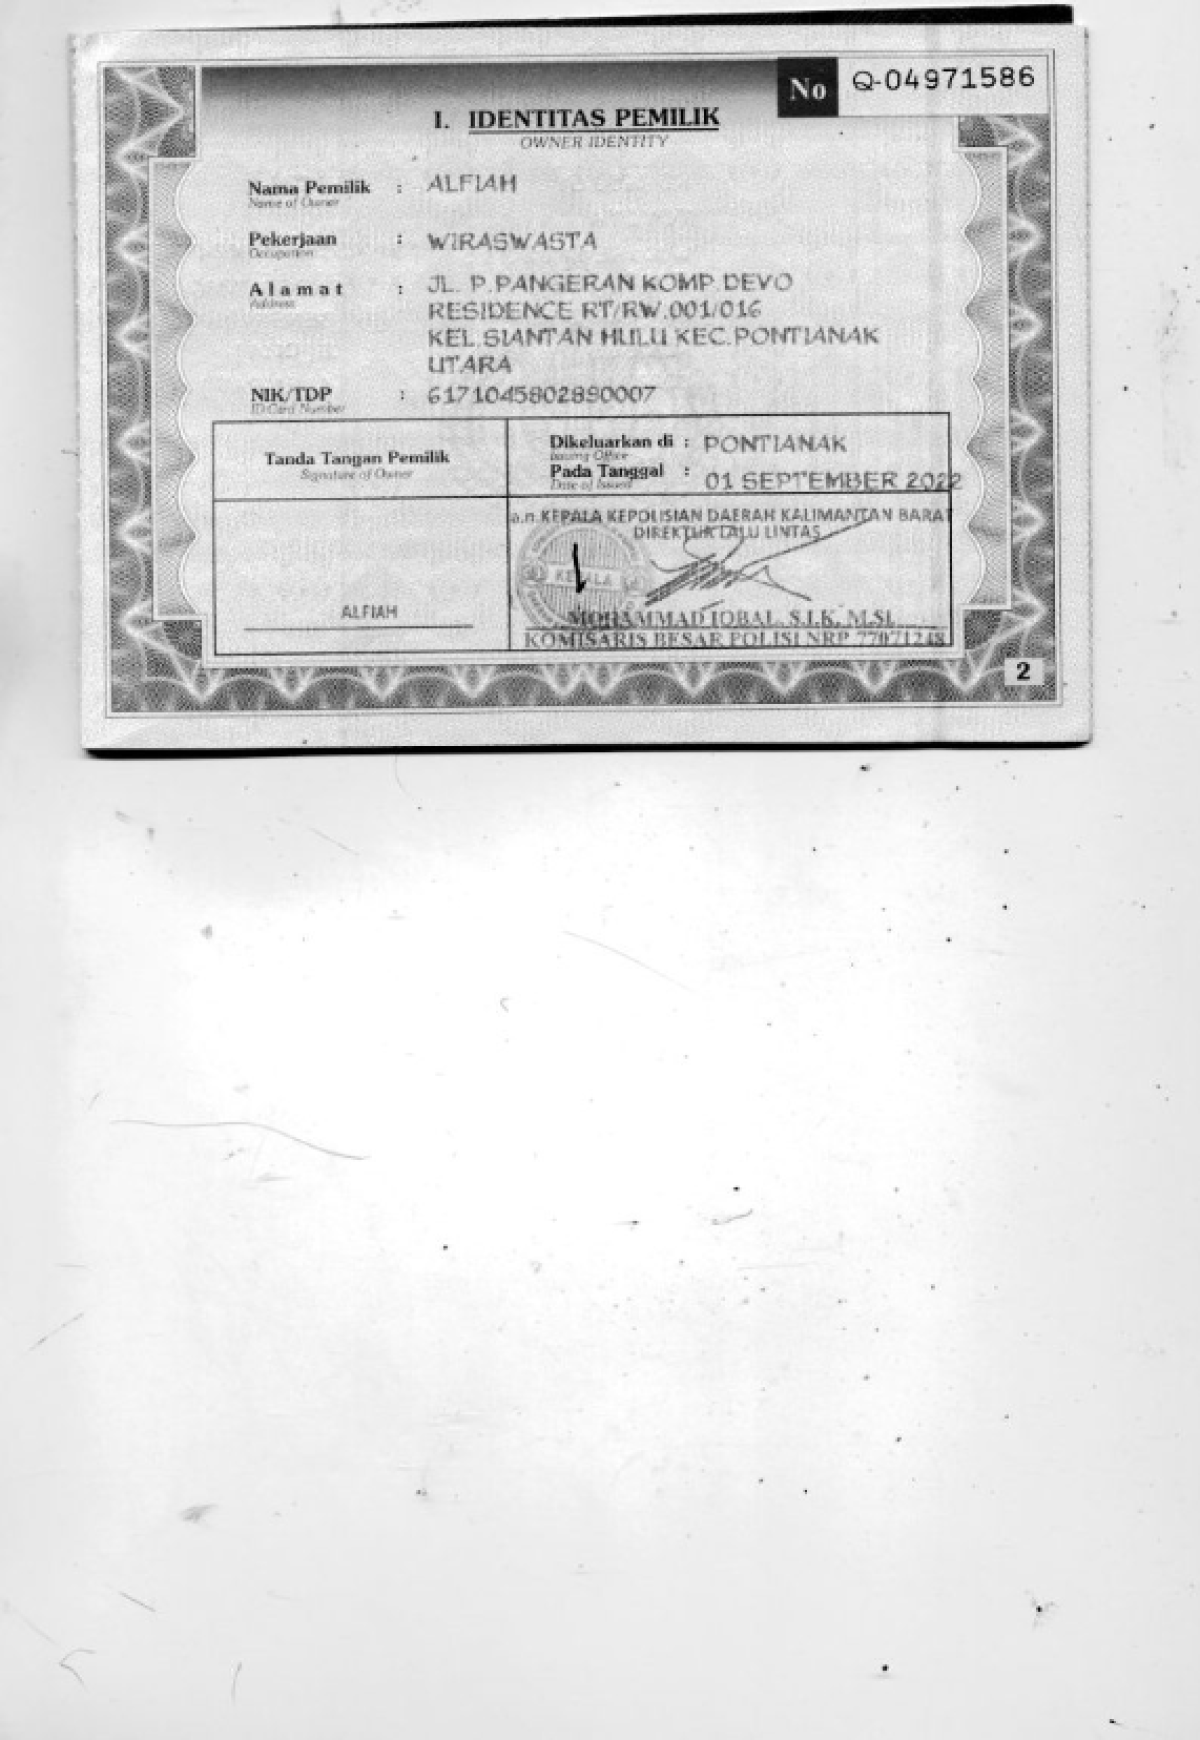 No Q-04971586
I. IDENTITAS PEMILIK
OWNER IDENTITY
Nama Pemilik : ALFIAH
Name of Owner
Pekerjaan : WIRASWASTA
Occupation
Alamat : JL. P.PANGERAN KOMP.DEVO
Address
RESIDENCE RT/RW.001/016
KEL.SIANTAN HULU KEC.PONTIANAK
UTARA
NIK/TDP : 6171045802890007
ID Card Number
Tanda Tangan Pemilik
Signature of Owner
Dikeluarkan di : PONTIANAK
Issuing Office
Pada Tanggal : 01 SEPTEMBER 2022
Date of Issued
a.n.KEPALA KEPOLISIAN DAERAH KALIMANTAN BARAT
DIREKTUR LALU LINTAS
KEPALA
ALFIAH
MOHAMMAD IQBAL, S.I.K, M.SI.
KOMISARIS BESAR POLISI NRP 77071248
2